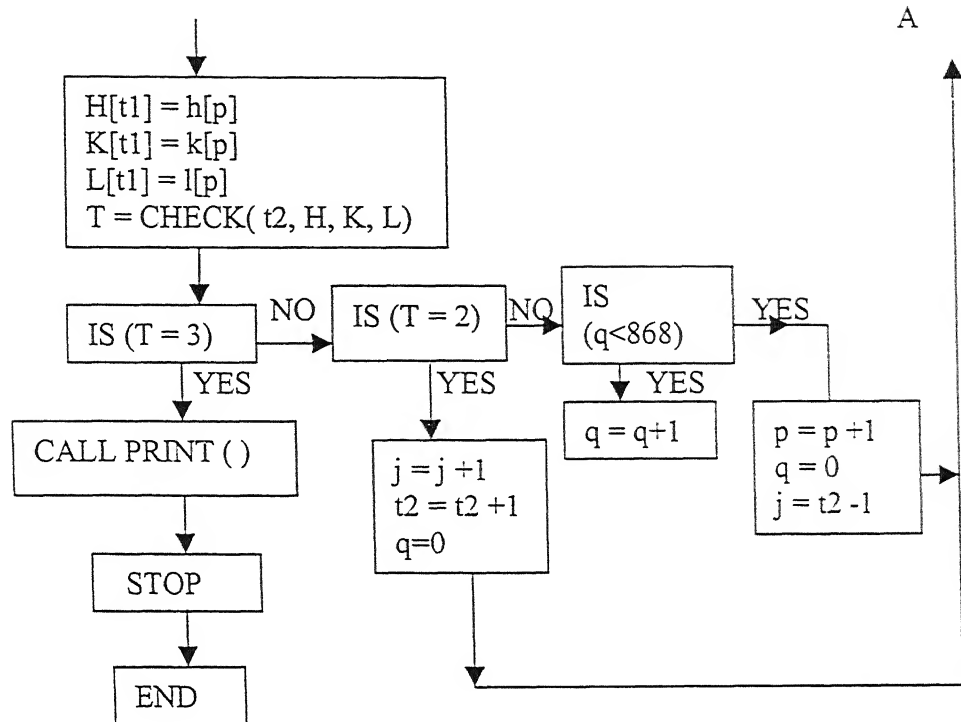 A
H[t1] = h[p]
K[t1] = k[p]
L[t1] = l[p]
T = CHECK( t2, H, K, L)
IS (T = 3)
NO
IS (T = 2)
NO
IS
(q<868)
YES
YES
YES
YES
CALL PRINT ( )
j = j +1
t2 = t2 +1
q=0
q = q+1
p = p +1
q = 0
j = t2 -1
STOP
END